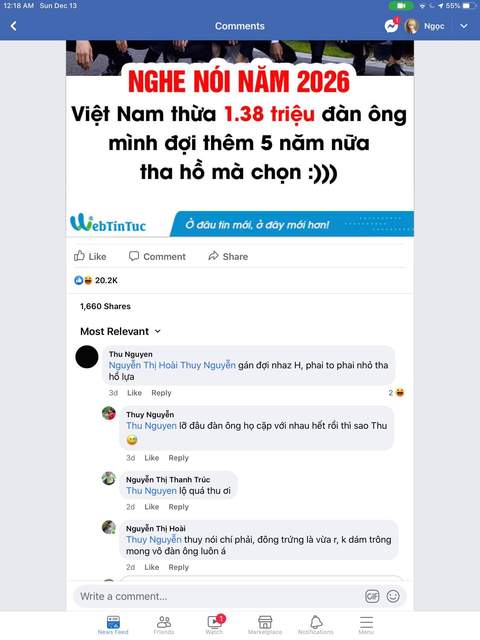 12:18 AM Sun Dec 13
55%
Comments
1
Ngọc
NGHE NÓI NĂM 2026
Việt Nam thừa 1.38 triệu đàn ông
mình đợi thêm 5 năm nữa
tha hồ mà chọn :)))
WebTinTuc
Ở đâu tin mới, ở đây mới hơn!
Like
Comment
Share
20.2K
1,660 Shares
Most Relevant
Thu Nguyen
Nguyễn Thị Hoài Thuy Nguyễn gán đợi nhaz H, phai to phai nhỏ tha
hồ lựa
3d Like Reply
2
Thuy Nguyễn
Thu Nguyen lỡ đâu đàn ông họ cặp với nhau hết rồi thì sao Thu
😅
3d Like Reply
Nguyễn Thị Thanh Trúc
Thu Nguyen lộ quá thu ơi
2d Like Reply
Nguyễn Thị Hoài
Thuy Nguyễn thuy nói chí phải, đông trứng là vừa r, k dám trông
mong vô đàn ông luôn á
2d Like Reply
Write a comment...
GIF
1
News Feed
Friends
Watch
Marketplace
Notifications
Menu